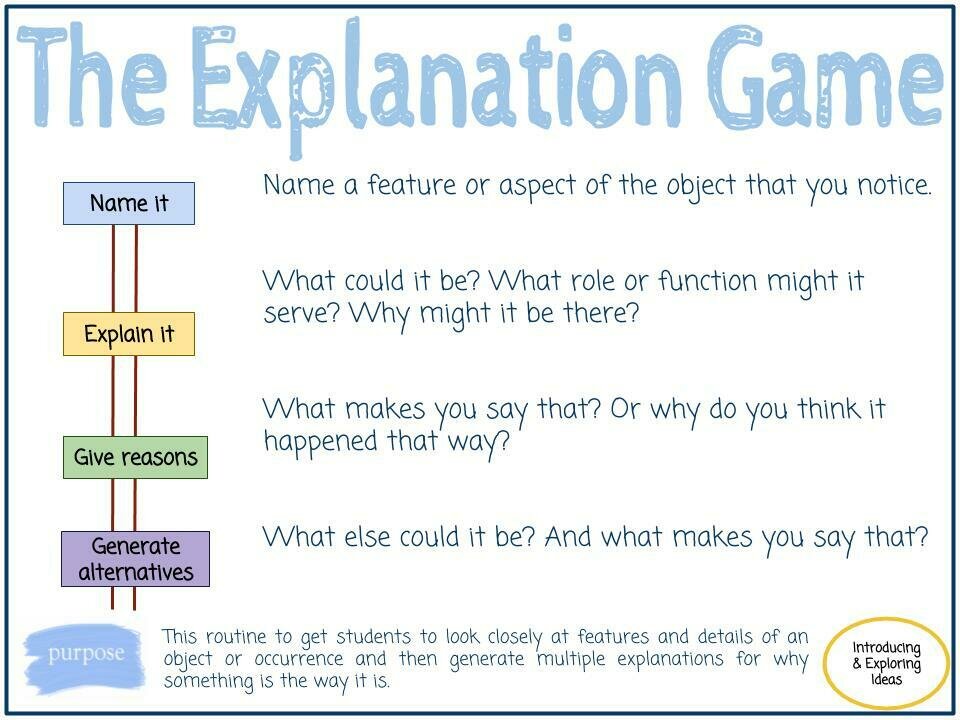 The Explanation Game
Name it
Name a feature or aspect of the object that you notice.
Explain it
What could it be? What role or function might it
serve? Why might it be there?
Give reasons
What makes you say that? Or why do you think it
happened that way?
Generate
alternatives
What else could it be? And what makes you say that?
purpose
This routine to get students to look closely at features and details of an
object or occurrence and then generate multiple explanations for why
something is the way it is.
Introducing
& Exploring
Ideas